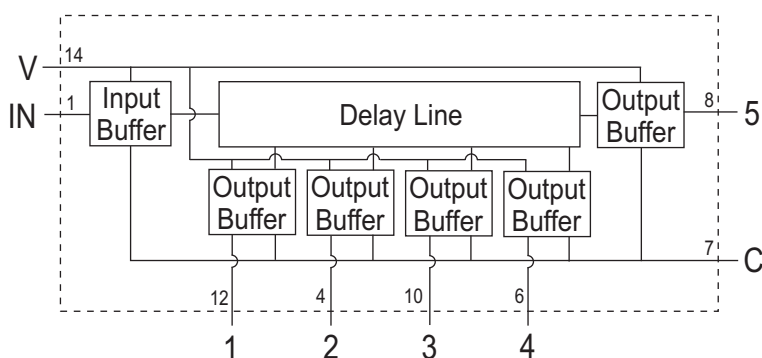 V 14
IN 1
Input
Buffer
Delay Line
Output
Buffer
8 5
Output
Buffer
Output
Buffer
Output
Buffer
Output
Buffer
7 C
12 4 10 6
1 2 3 4